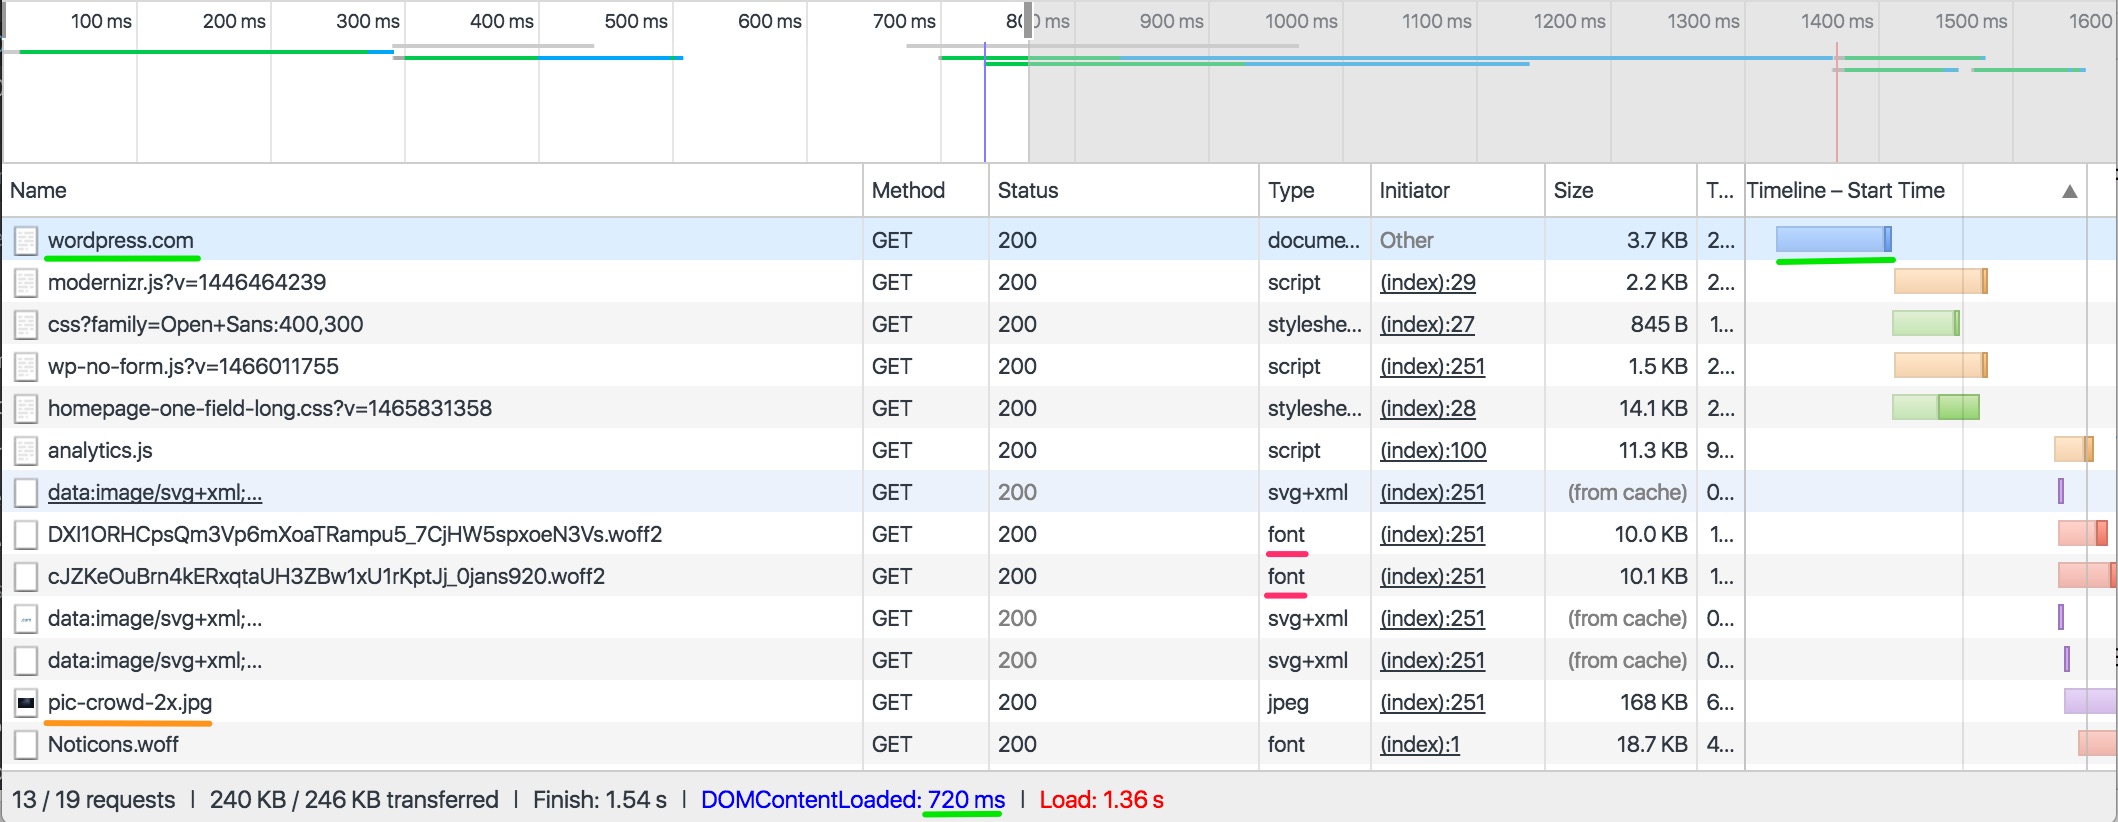 100 ms 200 ms 300 ms 400 ms 500 ms 600 ms 700 ms 800 ms 900 ms 1000 ms 1100 ms 1200 ms 1300 ms 1400 ms 1500 ms 1600
Name Method Status Type Initiator Size T... Timeline – Start Time ▲
wordpress.com GET 200 docume... Other 3.7 KB 2...
modernizr.js?v=1446464239 GET 200 script (index):29 2.2 KB 2...
css?family=Open+Sans:400,300 GET 200 styleshe... (index):27 845 B 1...
wp-no-form.js?v=1466011755 GET 200 script (index):251 1.5 KB 2...
homepage-one-field-long.css?v=1465831358 GET 200 styleshe... (index):28 14.1 KB 2...
analytics.js GET 200 script (index):100 11.3 KB 9...
data:image/svg+xml;... GET 200 svg+xml (index):251 (from cache) 0...
DXI1ORHCpsQm3Vp6mXoaTRampu5_7CjHW5spxoeN3Vs.woff2 GET 200 font (index):251 10.0 KB 1...
cJZKeOuBrn4kERxqtaUH3ZBw1xU1rKptJj_0jans920.woff2 GET 200 font (index):251 10.1 KB 1...
data:image/svg+xml;... GET 200 svg+xml (index):251 (from cache) 0...
data:image/svg+xml;... GET 200 svg+xml (index):251 (from cache) 0...
pic-crowd-2x.jpg GET 200 jpeg (index):251 168 KB 6...
Noticons.woff GET 200 font (index):1 18.7 KB 4...
13 / 19 requests | 240 KB / 246 KB transferred | Finish: 1.54 s | DOMContentLoaded: 720 ms | Load: 1.36 s